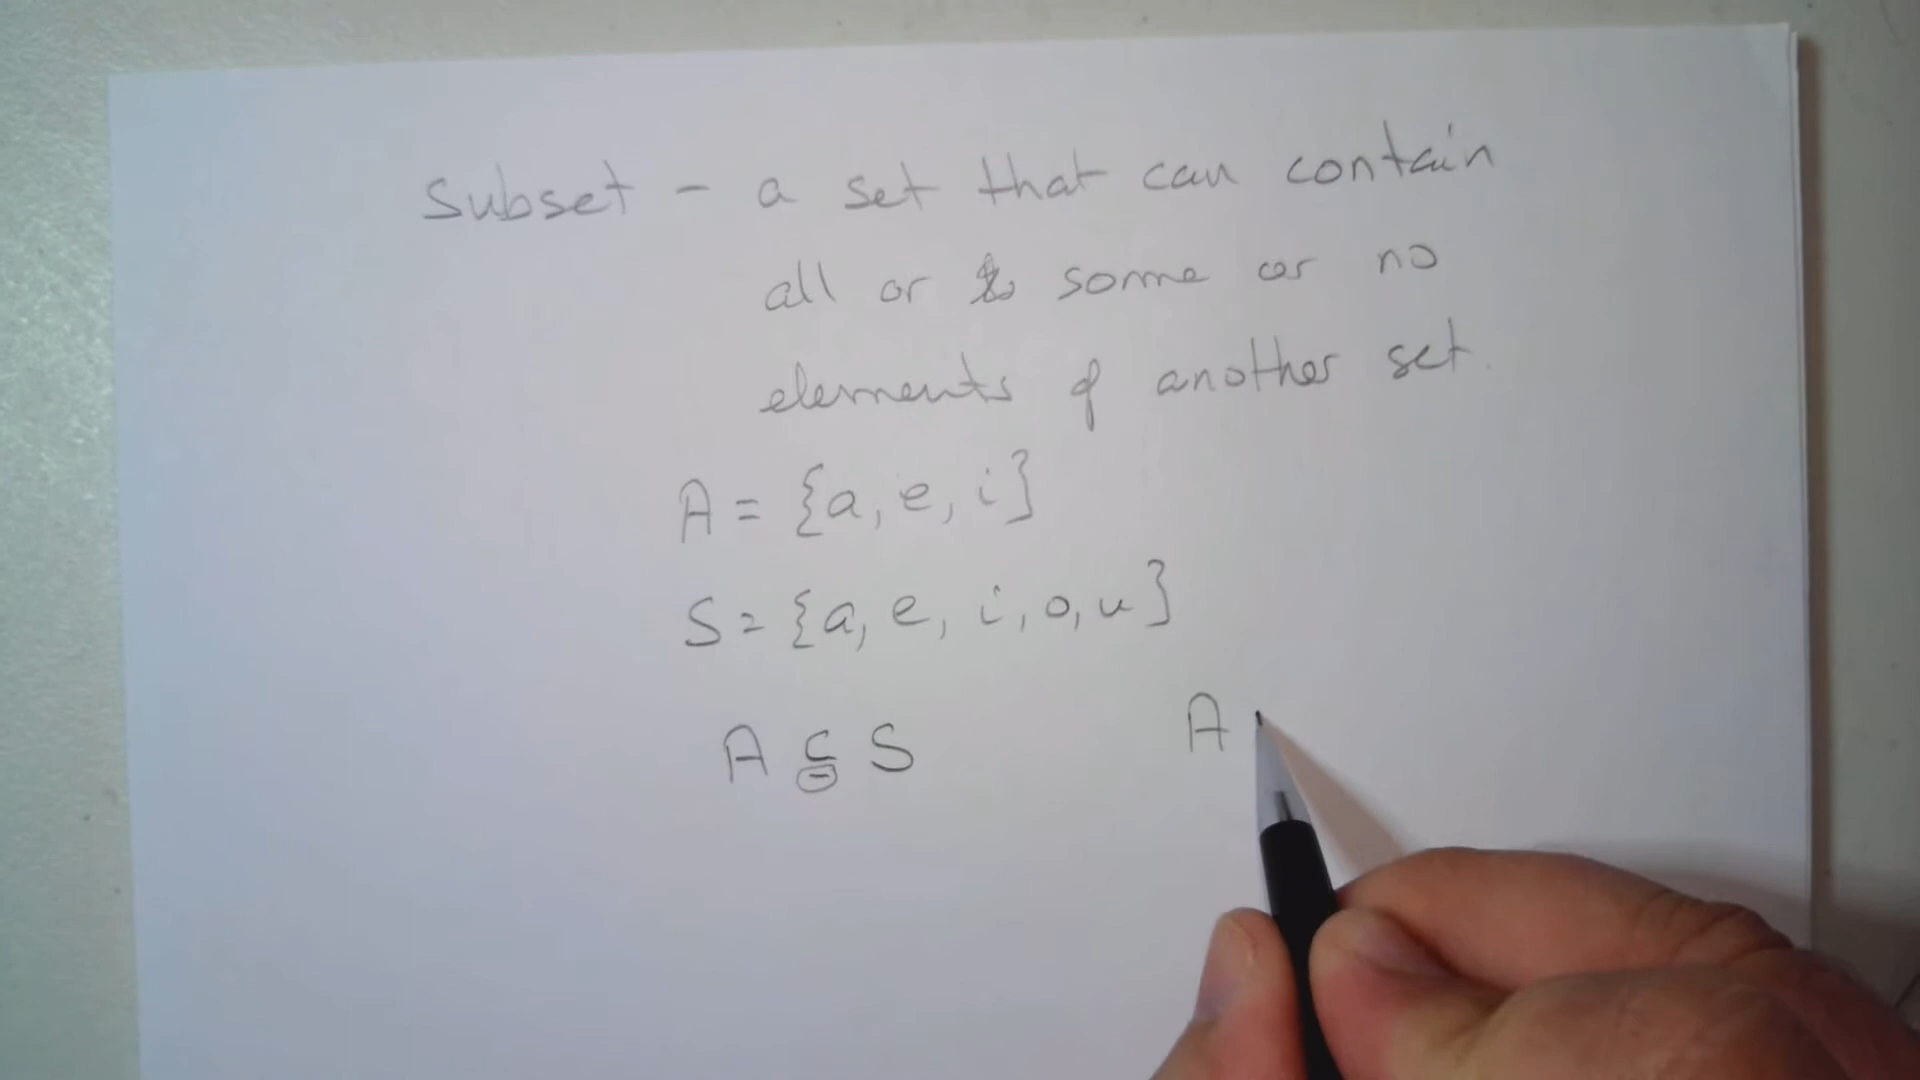 Subset - a set that can contain
all or some or no
elements of another set.
A = {a, e, i}
S = {a, e, i, o, u}
A ⊆ S A